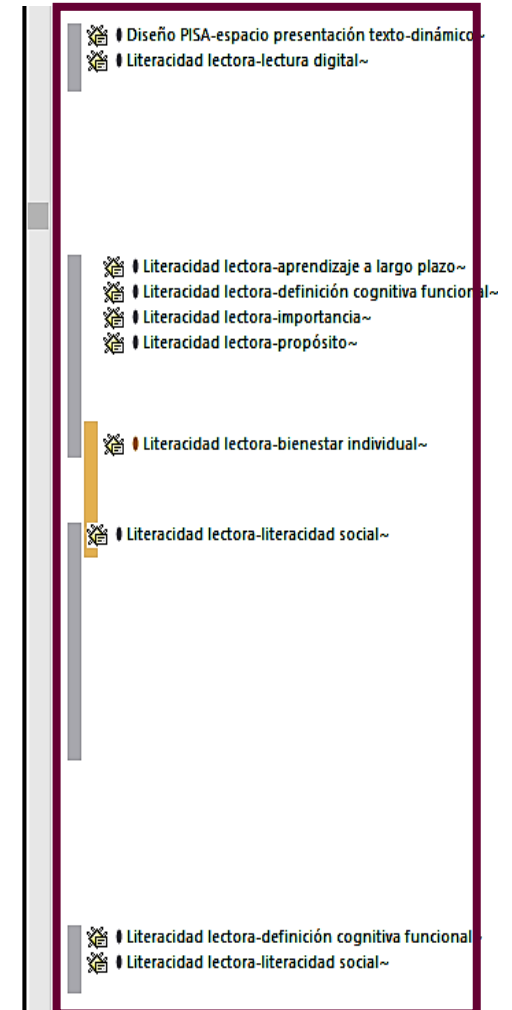 Diseño PISA-espacio presentación texto-dinámico~
Literacidad lectora-lectura digital~
Literacidad lectora-aprendizaje a largo plazo~
Literacidad lectora-definición cognitiva funcional~
Literacidad lectora-importancia~
Literacidad lectora-propósito~
Literacidad lectora-bienestar individual~
Literacidad lectora-literacidad social~
Literacidad lectora-definición cognitiva funcional~
Literacidad lectora-literacidad social~